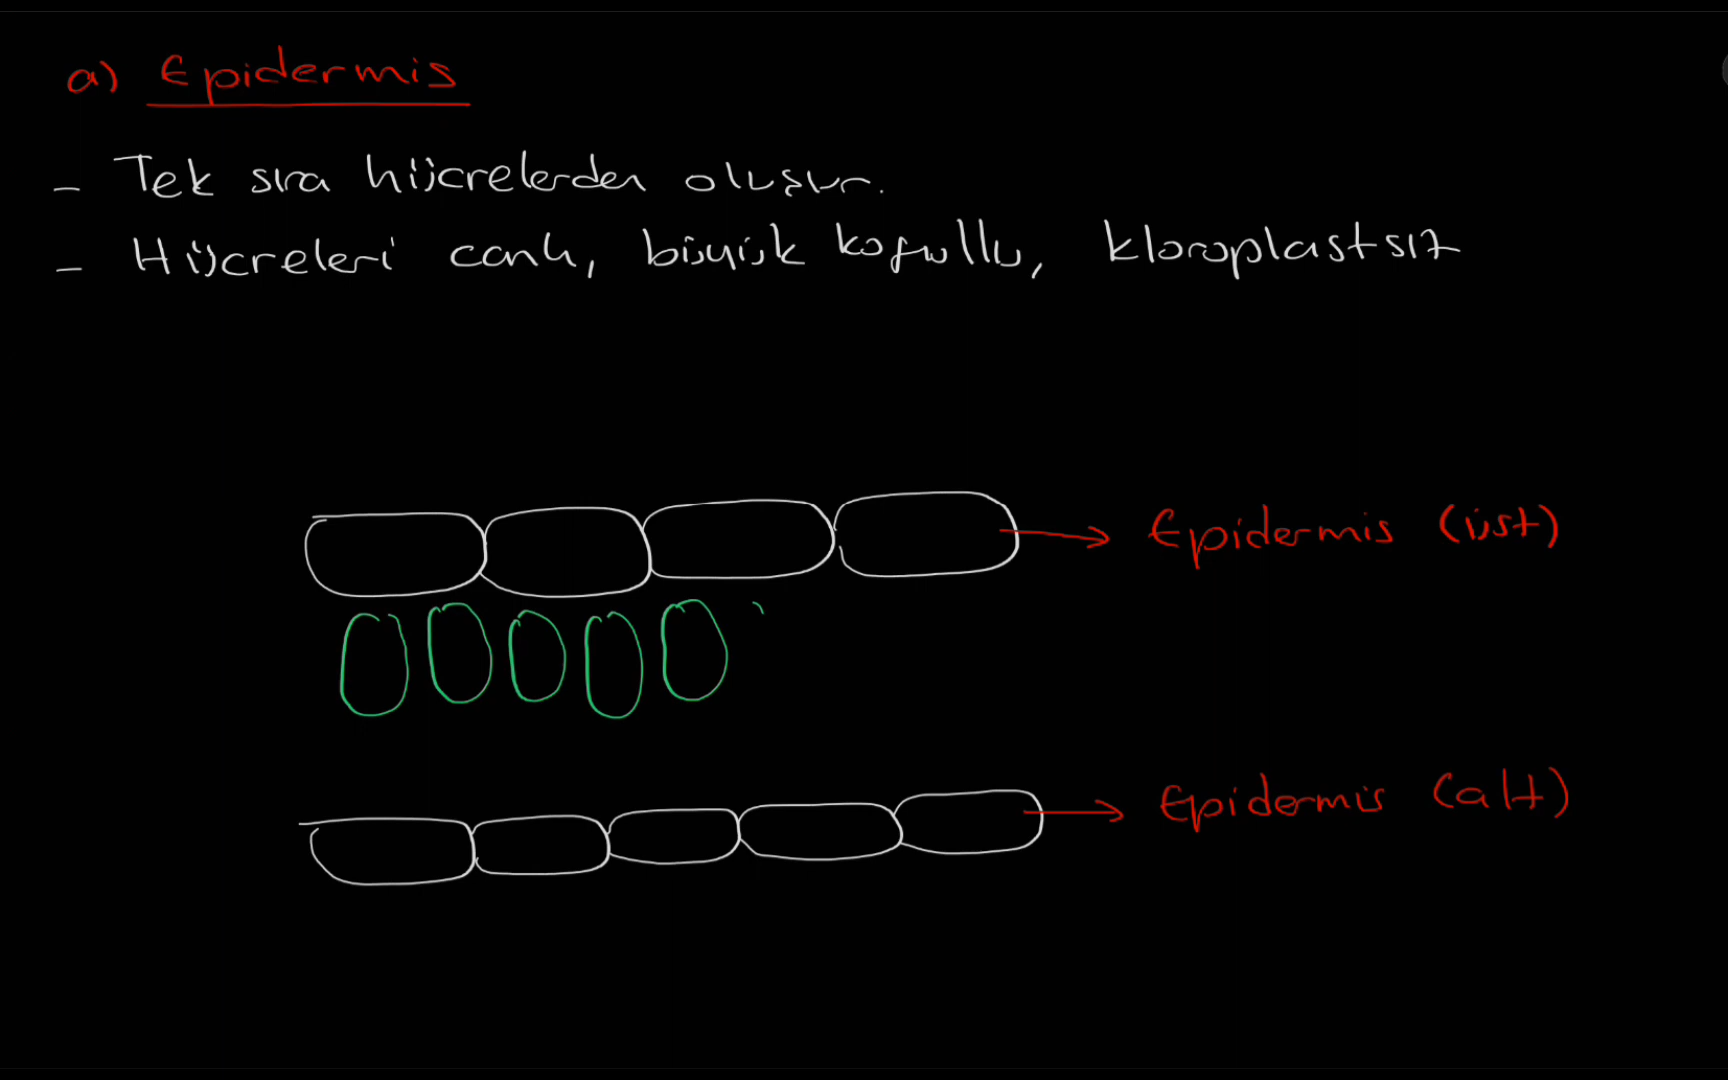 a) Epidermis
- Tek sıra hücrelerden oluşur.
- Hücreleri canlı, büyük kofullu, kloroplastsız
Epidermis (üst)
Epidermis (alt)